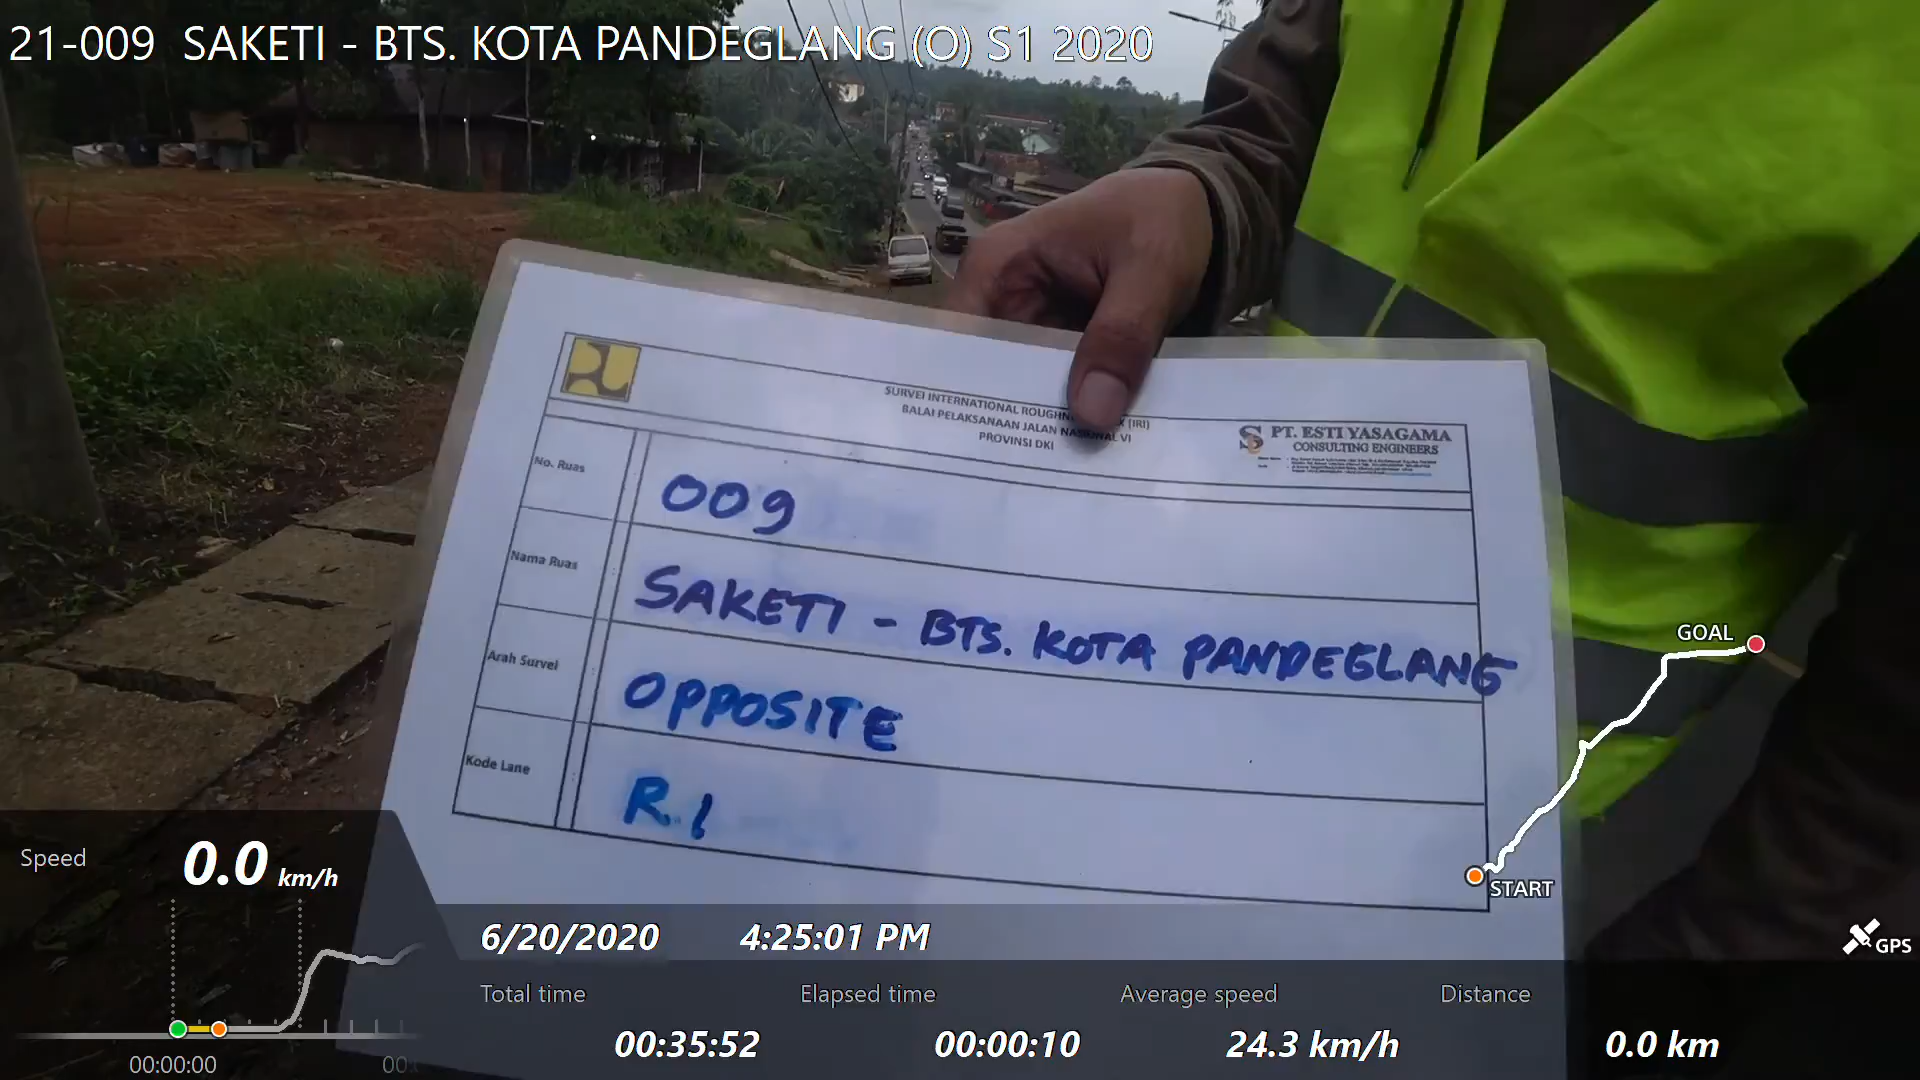 21-009 SAKETI - BTS. KOTA PANDEGLANG (O) S1 2020
SURVEI INTERNATIONAL (IRI)
BALAI PELAKSANAAN JALAN NASIONAL VI
PROVINSI DKI
PT. ESTI YASAGAMA
CONSULTING ENGINEERS
No. Ruas : 009
Nama Ruas : SAKETI - BTS. KOTA PANDEGLANG
Arah Survei : OPPOSITE
Kode Lane : R.1
GOAL
START
GPS
Speed 0.0 km/h
00:00:00
6/20/2020 4:25:01 PM
Total time Elapsed time Average speed Distance
00:35:52 00:00:10 24.3 km/h 0.0 km